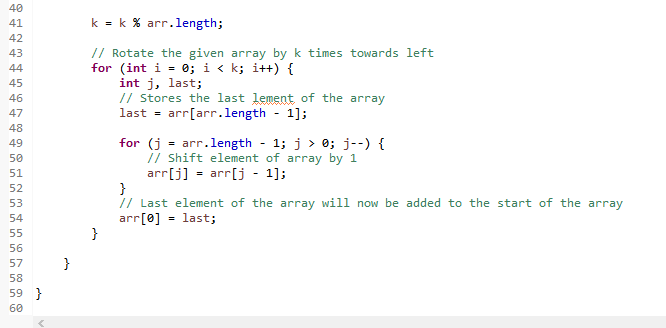 40
41 k = k % arr.length;
42
43 // Rotate the given array by k times towards left
44 for (int i = 0; i < k; i++) {
45 int j, last;
46 // Stores the last lement of the array
47 last = arr[arr.length - 1];
48
49 for (j = arr.length - 1; j > 0; j--) {
50 // Shift element of array by 1
51 arr[j] = arr[j - 1];
52 }
53 // Last element of the array will now be added to the start of the array
54 arr[0] = last;
55 }
56
57 }
58
59 }
60